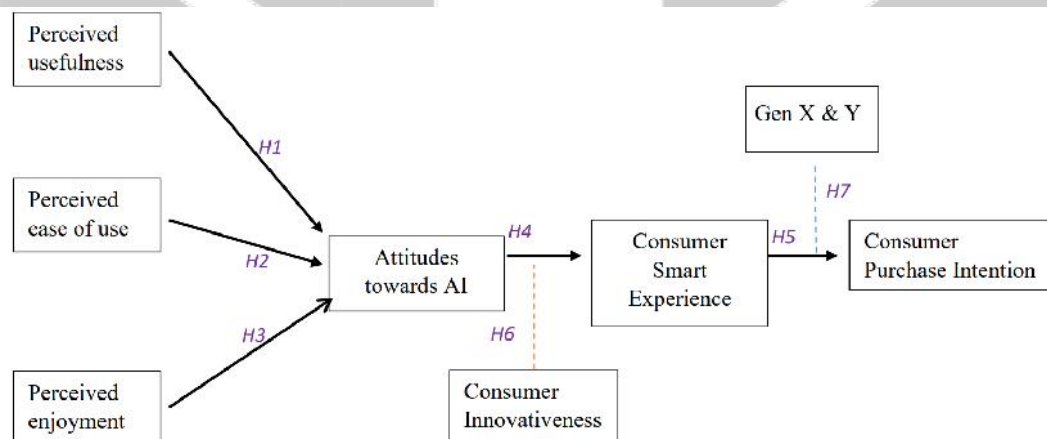 Perceived
usefulness
H1
Gen X & Y
H7
Perceived
ease of use
H2
Attitudes
towards AI
H4
Consumer
Smart
Experience
H5
Consumer
Purchase Intention
H3
H6
Perceived
enjoyment
Consumer
Innovativeness